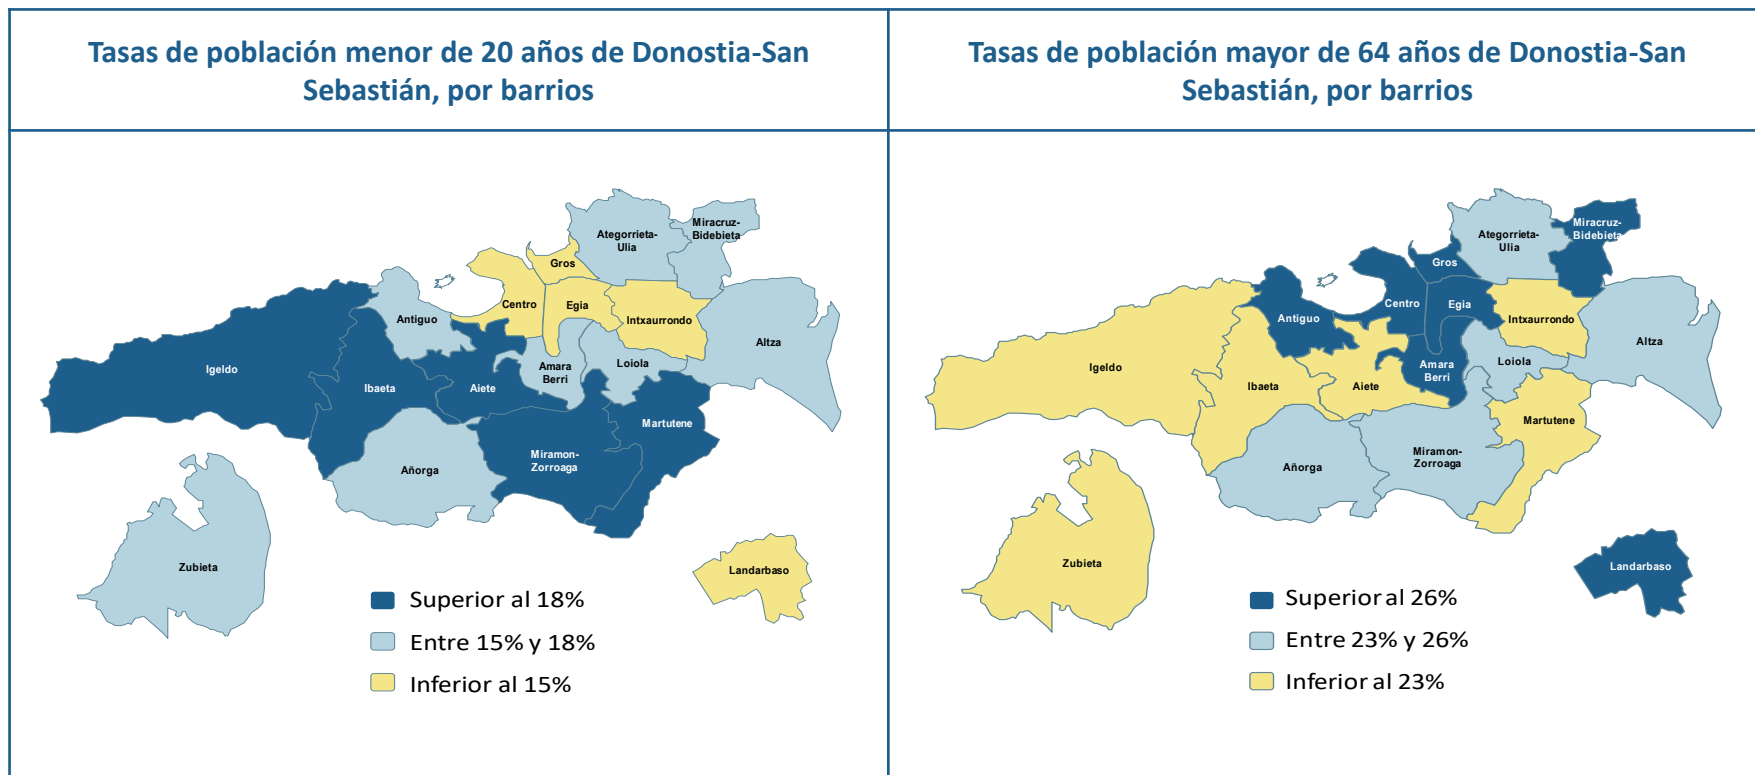 Tasas de población menor de 20 años de Donostia-San
Sebastián, por barrios
Tasas de población mayor de 64 años de Donostia-San
Sebastián, por barrios
Ategorrieta-
Ulia
Miracruz-
Bidebieta
Gros
Centro
Egia
Antiguo
Intxaurrondo
Altza
Igeldo
Ibaeta
Aiete
Amara
Berri
Loiola
Martutene
Miramon-
Zorroaga
Añorga
Zubieta
Landarbaso
Superior al 18%
Entre 15% y 18%
Inferior al 15%
Miracruz-
Bidebieta
Ategorrieta-
Ulia
Gros
Centro
Egia
Antiguo
Intxaurrondo
Altza
Igeldo
Ibaeta
Aiete
Amara
Berri
Loiola
Martutene
Miramon-
Zorroaga
Añorga
Zubieta
Landarbaso
Superior al 26%
Entre 23% y 26%
Inferior al 23%